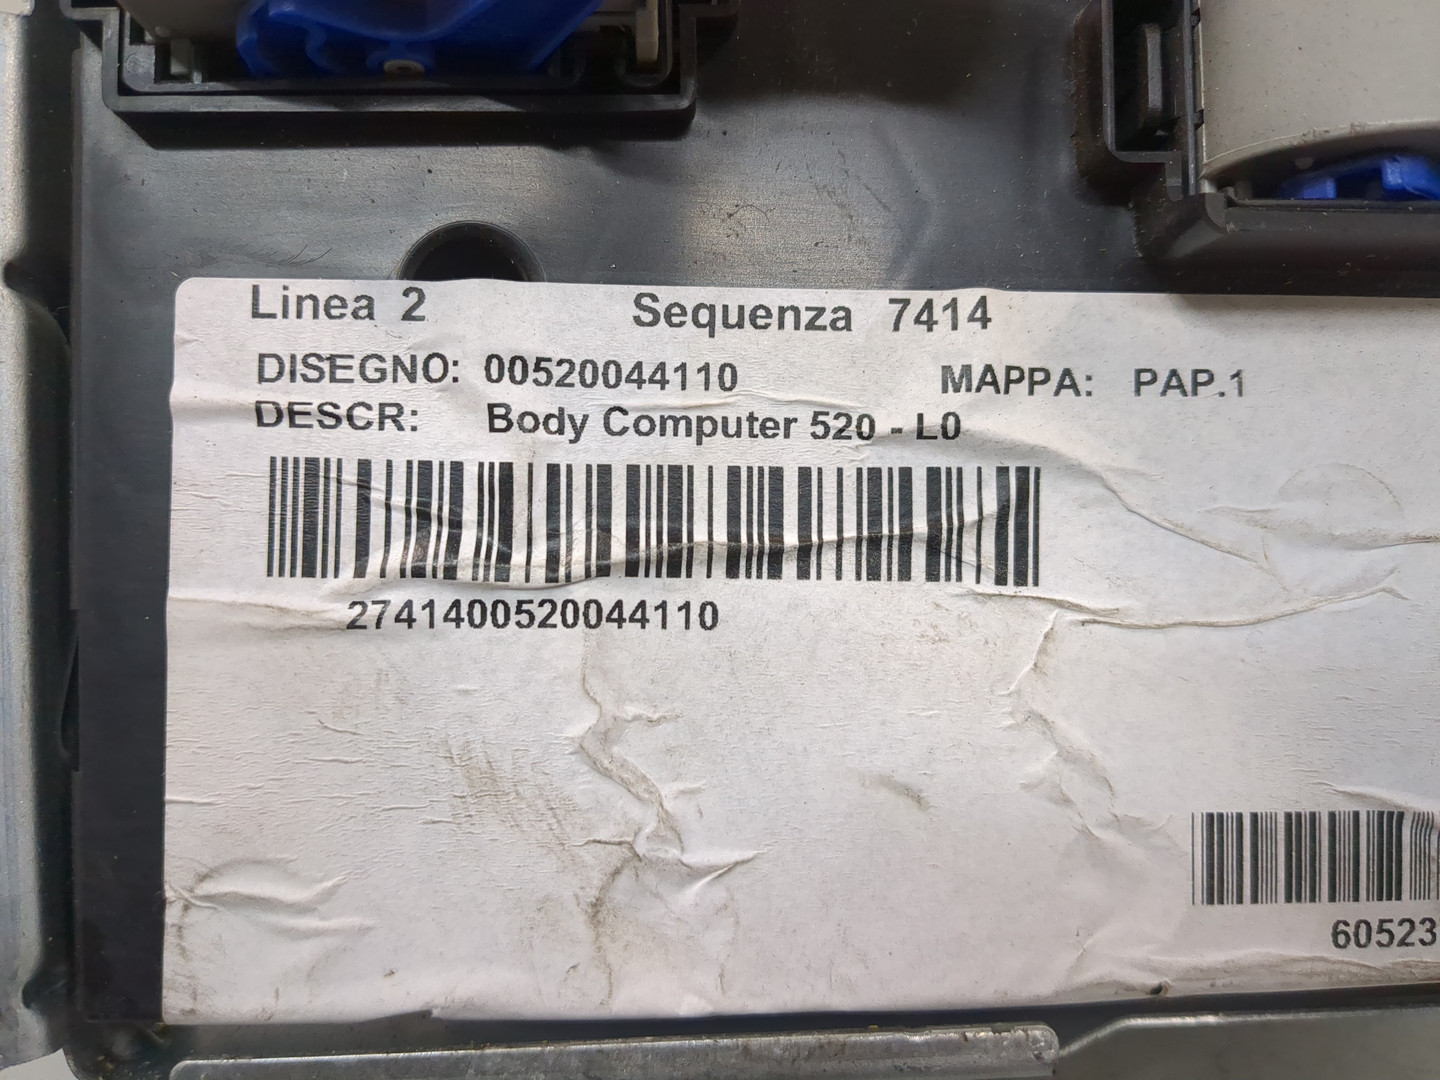 Linea 2 Sequenza 7414
DISEGNO: 00520044110 MAPPA: PAP.1
DESCR: Body Computer 520 - L0
2741400520044110
60523